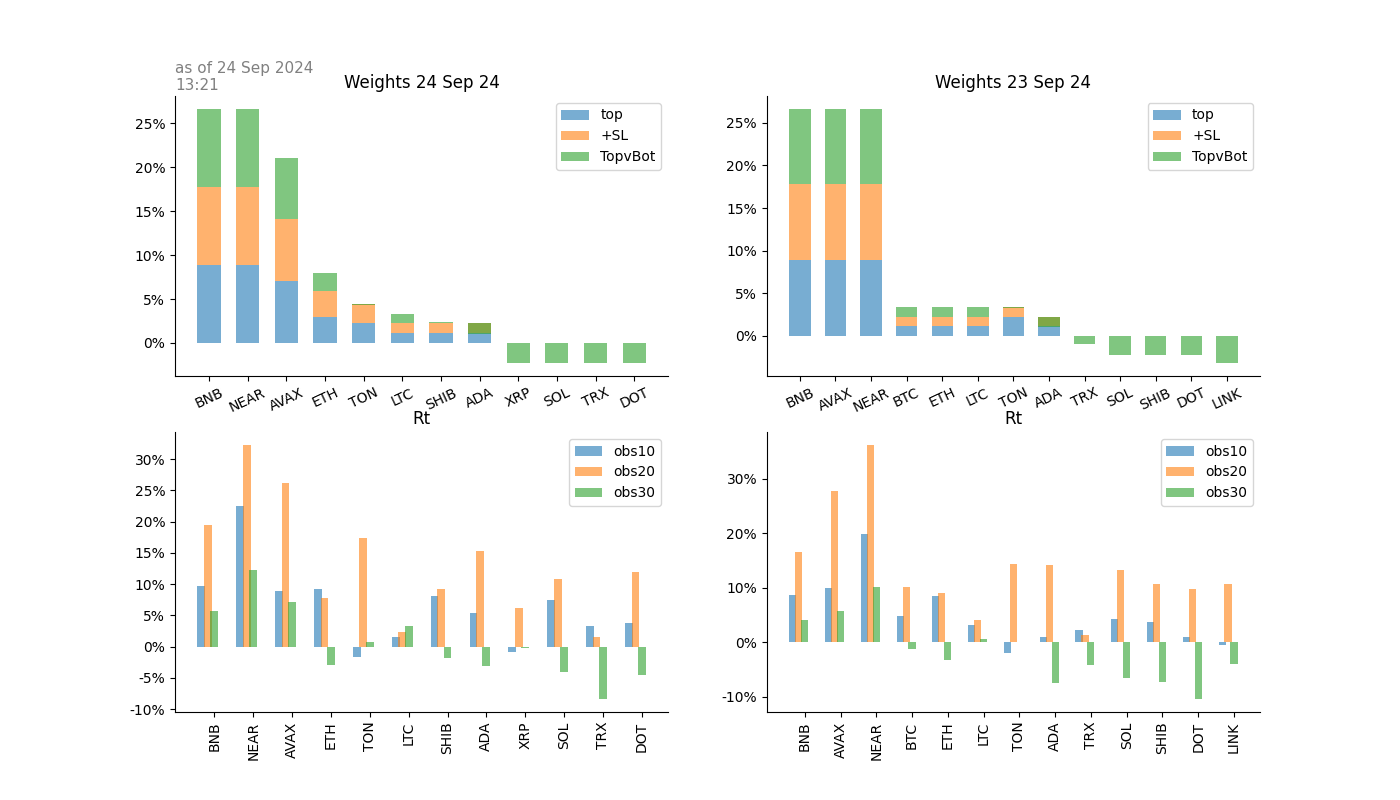 as of 24 Sep 2024
13:21
Weights 24 Sep 24
25%
20%
15%
10%
5%
0%
top
+SL
TopvBot
BNB NEAR AVAX ETH TON LTC SHIB ADA XRP SOL TRX DOT
Weights 23 Sep 24
25%
20%
15%
10%
5%
0%
top
+SL
TopvBot
BNB AVAX NEAR BTC ETH LTC TON ADA TRX SOL SHIB DOT LINK
Rt
30%
25%
20%
15%
10%
5%
0%
-5%
-10%
obs10
obs20
obs30
BNB NEAR AVAX ETH TON LTC SHIB ADA XRP SOL TRX DOT
Rt
30%
20%
10%
0%
-10%
obs10
obs20
obs30
BNB AVAX NEAR BTC ETH LTC TON ADA TRX SOL SHIB DOT LINK